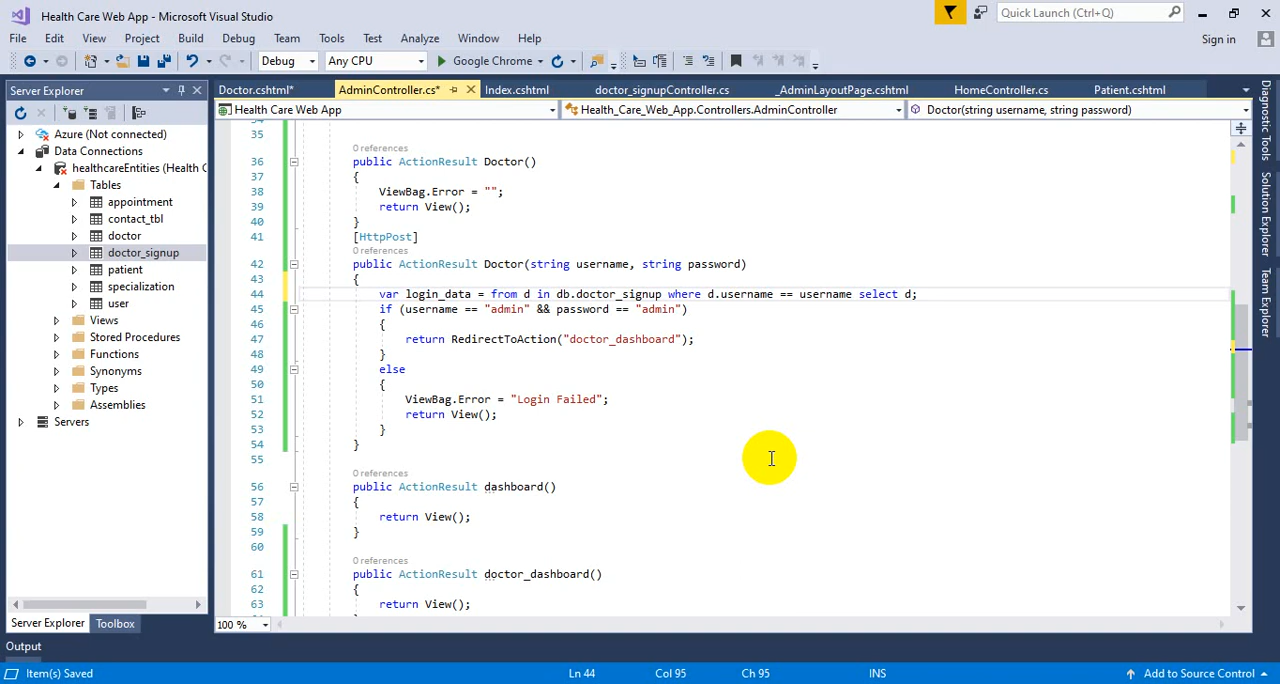 Health Care Web App - Microsoft Visual Studio
Quick Launch (Ctrl+Q)
File Edit View Project Build Debug Team Tools Test Analyze Window Help
Sign in
Debug Any CPU Google Chrome
Server Explorer
Doctor.cshtml* AdminController.cs* Index.cshtml doctor_signupController.cs _AdminLayoutPage.cshtml HomeController.cs Patient.cshtml
Health Care Web App Health_Care_Web_App.Controllers.AdminController Doctor(string username, string password)
Azure (Not connected)
Data Connections
healthcareEntities (Health C
Tables
appointment
contact_tbl
doctor
doctor_signup
patient
specialization
user
Views
Stored Procedures
Functions
Synonyms
Types
Assemblies
Servers
Server Explorer Toolbox
35
0 references
36 public ActionResult Doctor()
37 {
38 ViewBag.Error = "";
39 return View();
40 }
41 [HttpPost]
0 references
42 public ActionResult Doctor(string username, string password)
43 {
44 var login_data = from d in db.doctor_signup where d.username == username select d;
45 if (username == "admin" && password == "admin")
46 {
47 return RedirectToAction("doctor_dashboard");
48 }
49 else
50 {
51 ViewBag.Error = "Login Failed";
52 return View();
53 }
54 }
55
0 references
56 public ActionResult dashboard()
57 {
58 return View();
59 }
60
0 references
61 public ActionResult doctor_dashboard()
62 {
63 return View();
100 %
Diagnostic Tools
Solution Explorer
Team Explorer
Output
Item(s) Saved Ln 44 Col 95 Ch 95 INS Add to Source Control